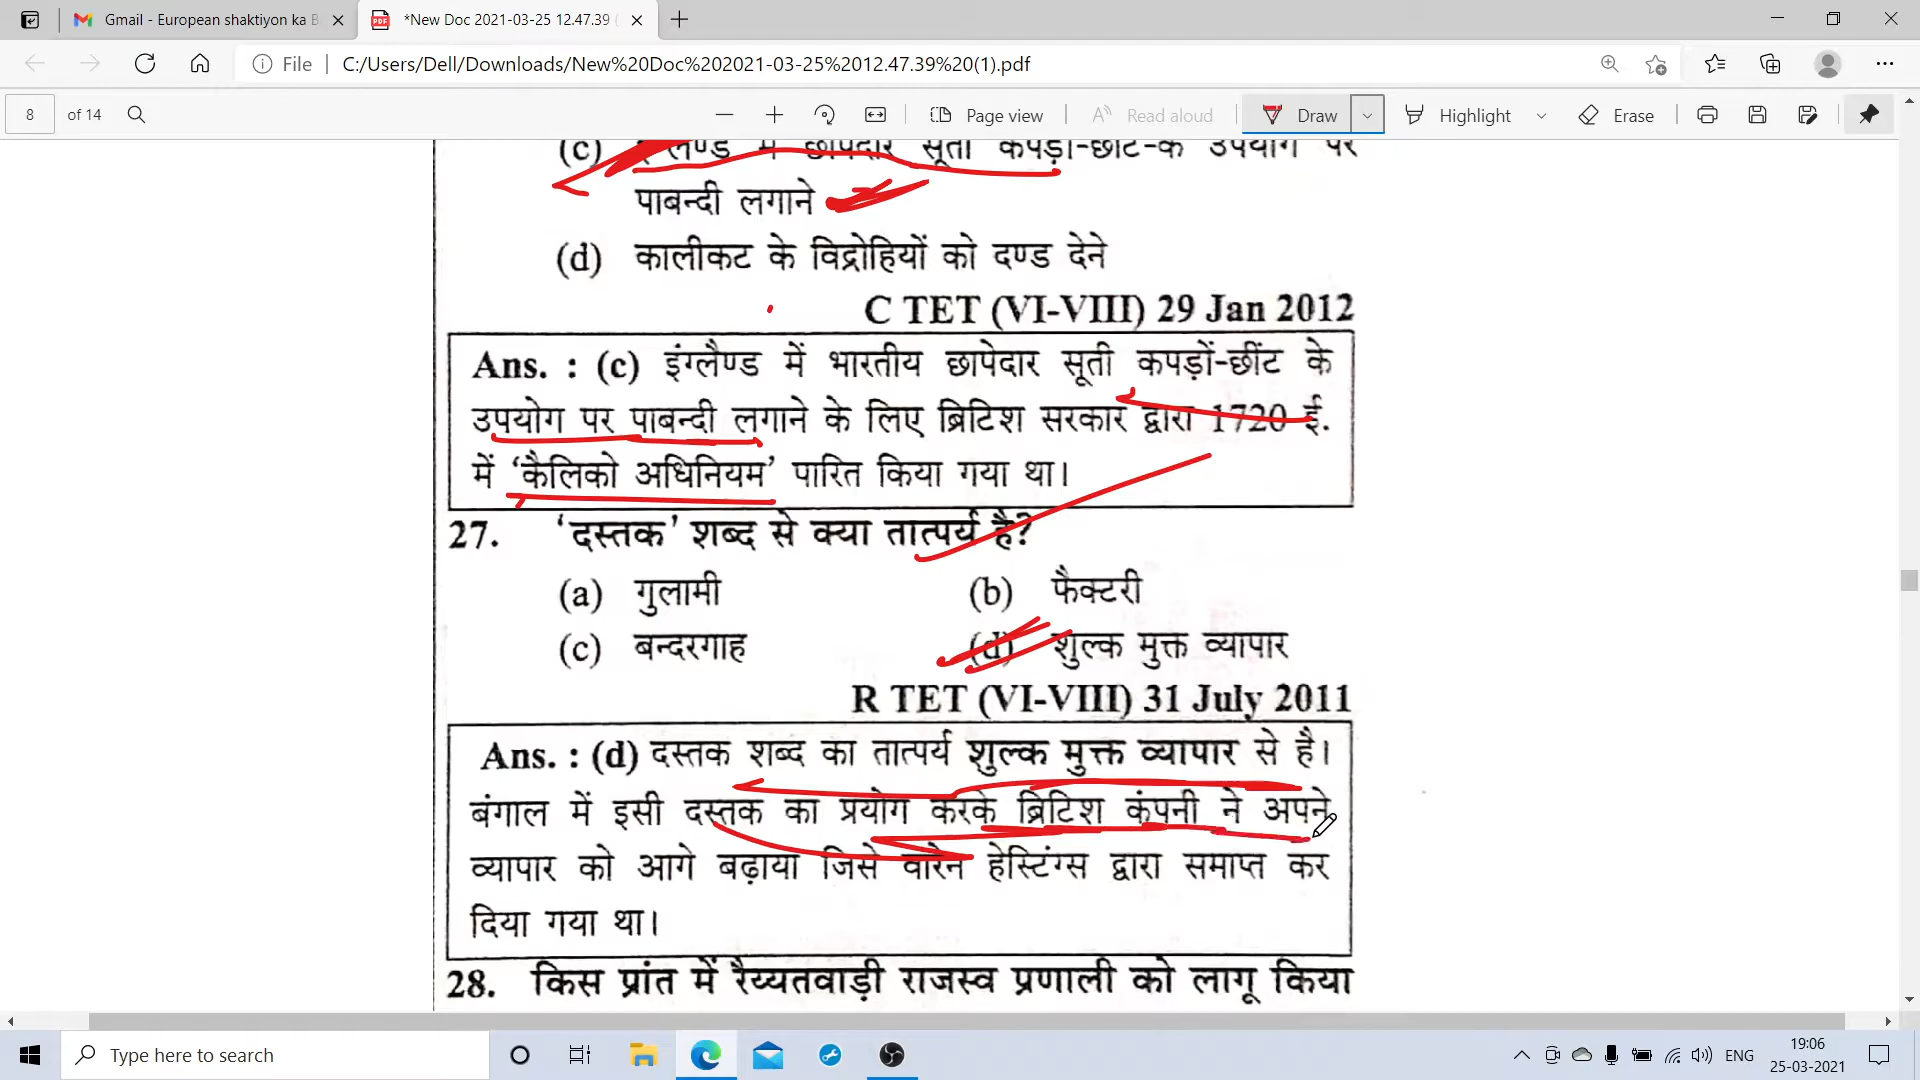 Gmail - European shaktiyon ka B
*New Doc 2021-03-25 12.47.39 (
File
C:/Users/Dell/Downloads/New%20Doc%202021-03-25%2012.47.39%20(1).pdf
8 of 14
Page view
Read aloud
Draw
Highlight
Erase
(c) इंग्लैण्ड में छापेदार सूती कपड़ों-छींट-के उपयोग पर
पाबन्दी लगाने
(d) कालीकट के विद्रोहियों को दण्ड देने
C TET (VI-VIII) 29 Jan 2012
Ans. : (c) इंग्लैण्ड में भारतीय छापेदार सूती कपड़ों-छींट के
उपयोग पर पाबन्दी लगाने के लिए ब्रिटिश सरकार द्वारा 1720 ई.
में 'कैलिको अधिनियम' पारित किया गया था।
27. 'दस्तक' शब्द से क्या तात्पर्य है?
(a) गुलामी (b) फैक्टरी
(c) बन्दरगाह (d) शुल्क मुक्त व्यापार
R TET (VI-VIII) 31 July 2011
Ans. : (d) दस्तक शब्द का तात्पर्य शुल्क मुक्त व्यापार से है।
बंगाल में इसी दस्तक का प्रयोग करके ब्रिटिश कंपनी ने अपने
व्यापार को आगे बढ़ाया जिसे वारेन हेस्टिंग्स द्वारा समाप्त कर
दिया गया था।
28. किस प्रांत में रैय्यतवाड़ी राजस्व प्रणाली को लागू किया
Type here to search
ENG
19:06
25-03-2021